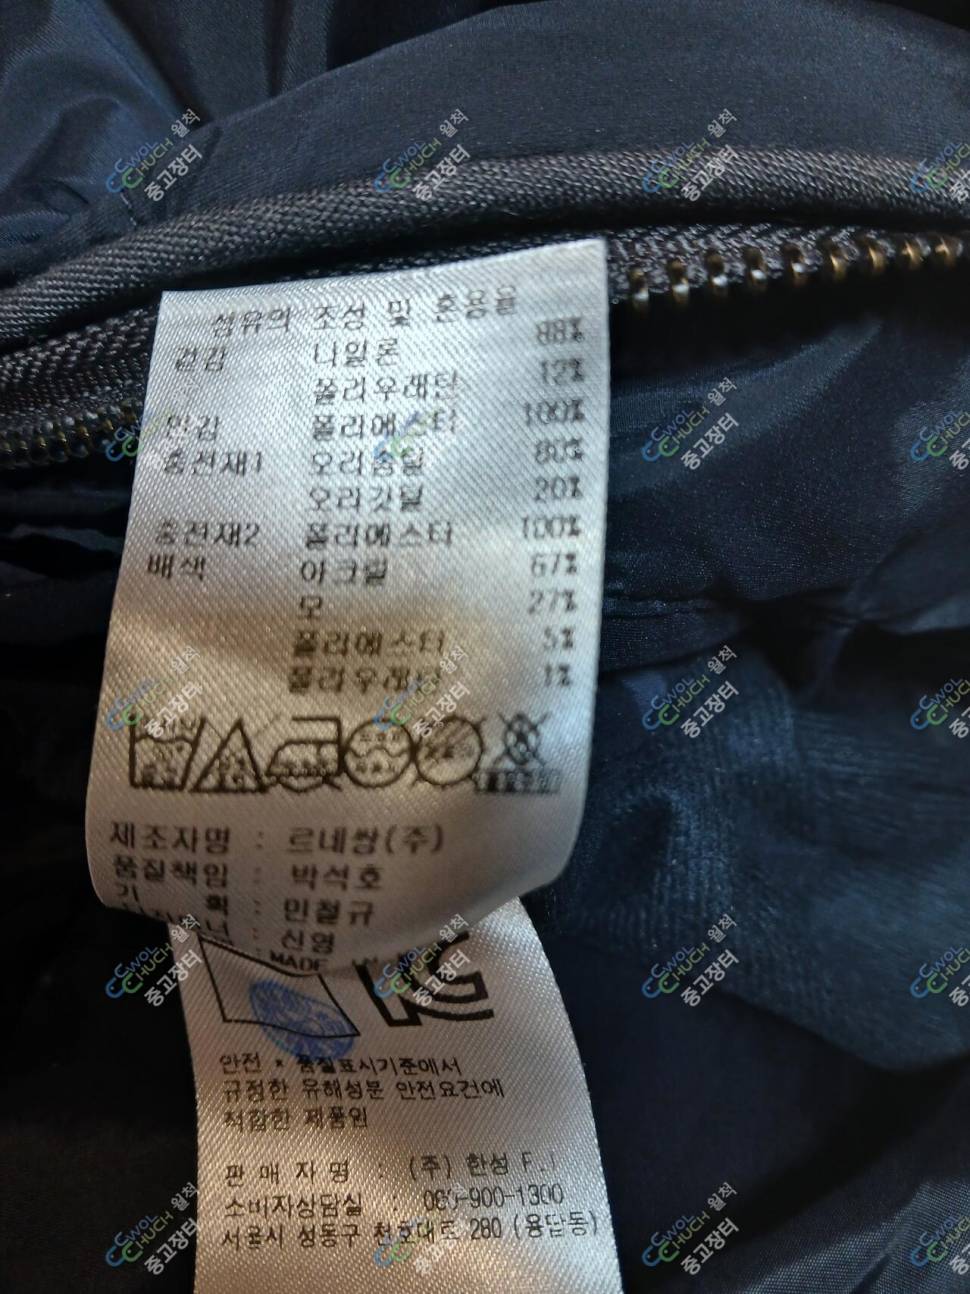 섬유의 조성 및 혼용율
겉감 나일론 88%
폴리우레탄 12%
안감 폴리에스터 100%
충전재1 오리솜털 80%
오리깃털 20%
충전재2 폴리에스터 100%
배색 아크릴 67%
모 27%
폴리에스터 5%
폴리우레탄 1%
제조자명 : 르네쌍(주)
품질책임 : 박석호
기 획 : 민철규
: 신영
MADE
안전 * 품질표시기준에서
규정한 유해성분 안전요건에
적합한 제품임
판 매 자 명 : (주) 한성 F.I
소비자상담실 : 080-900-1300
서울시 성동구 천호대로 280 (용답동)
CWOL CHUCH 월척 중고장터